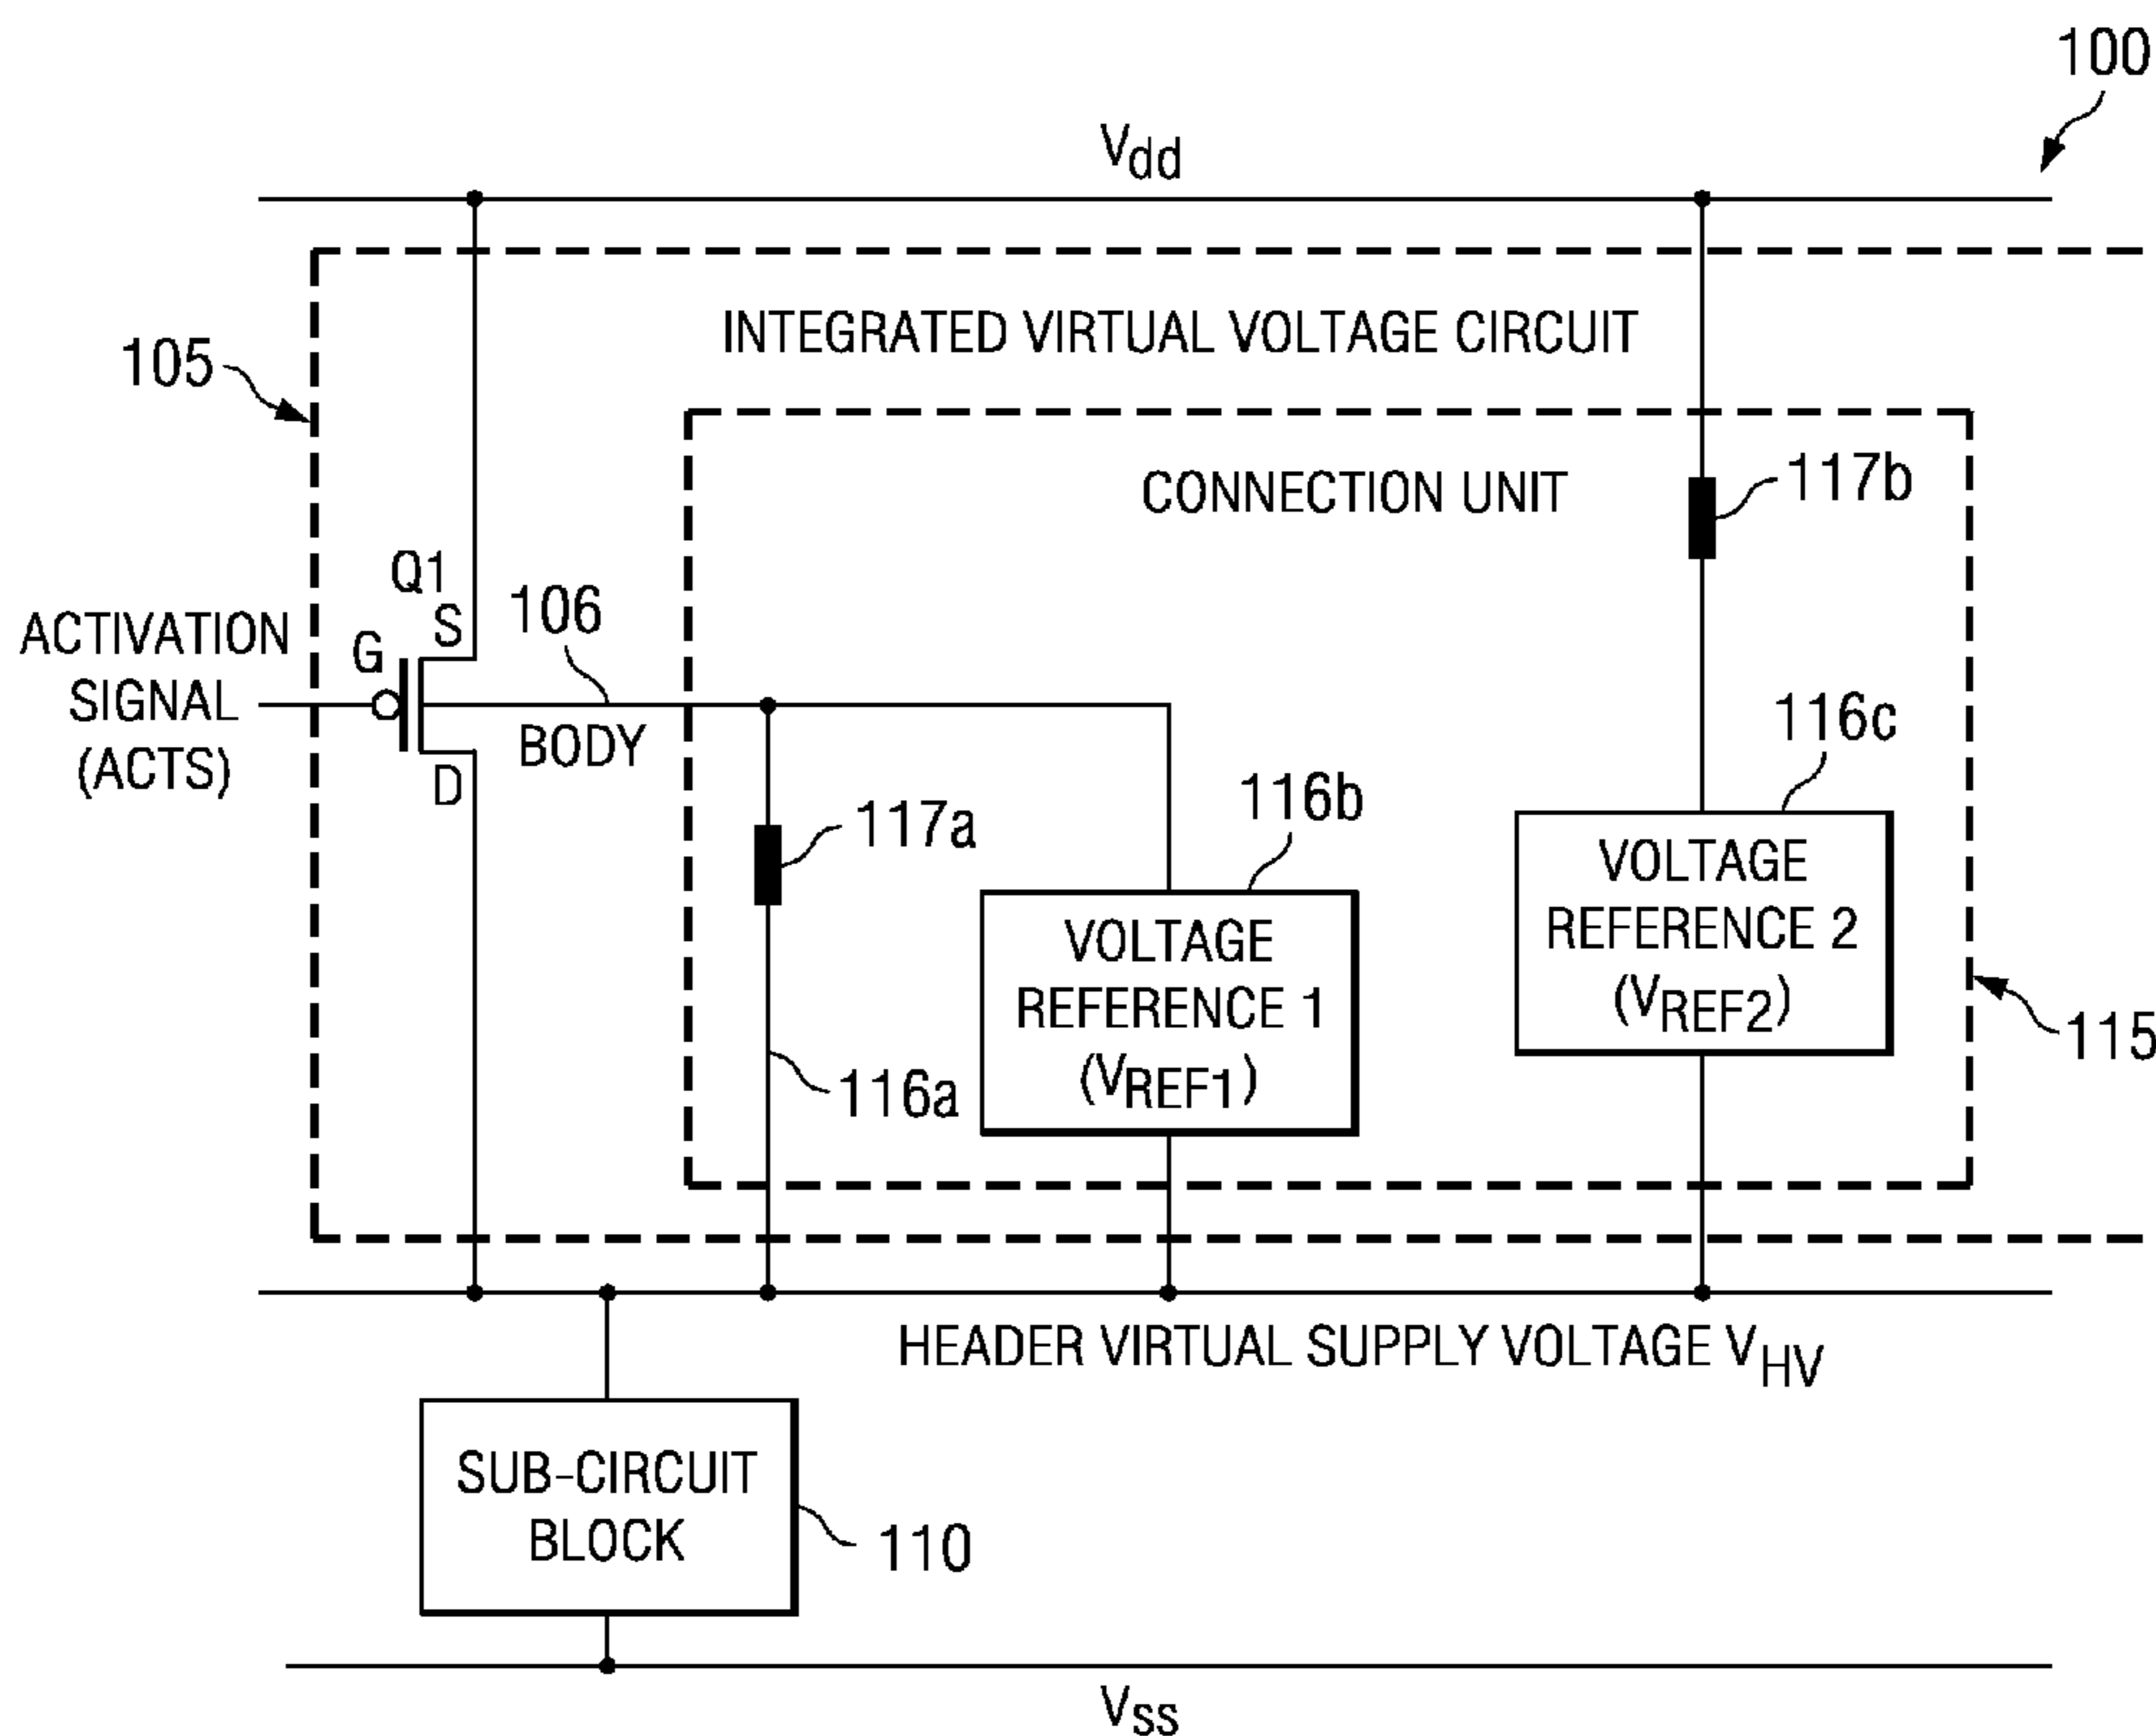 100
Vdd
INTEGRATED VIRTUAL VOLTAGE CIRCUIT
105
CONNECTION UNIT
117b
Q1
S
G
106
BODY
D
ACTIVATION
SIGNAL
(ACTS)
117a
116a
116b
VOLTAGE
REFERENCE 1
(VREF1)
116c
VOLTAGE
REFERENCE 2
(VREF2)
115
HEADER VIRTUAL SUPPLY VOLTAGE VHV
SUB-CIRCUIT
BLOCK
110
Vss